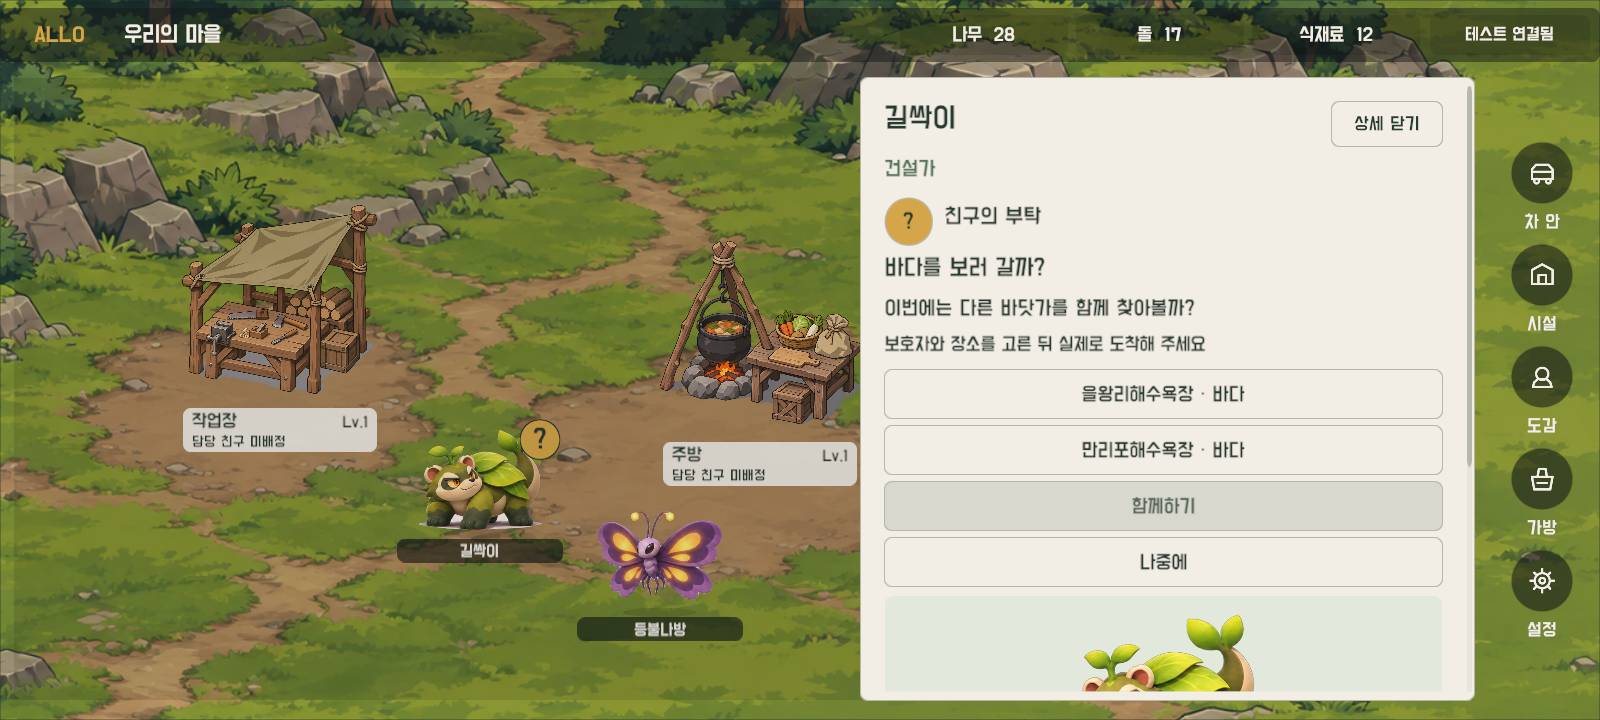 ALLO 우리의 마을 나무 28 돌 17 식재료 12 테스트 연결됨
길싹이 상세 닫기
건설가
? 친구의 부탁
바다를 보러 갈까?
이번에는 다른 바닷가를 함께 찾아볼까?
보호자와 장소를 고른 뒤 실제로 도착해 주세요
을왕리해수욕장 · 바다
만리포해수욕장 · 바다
함께하기
나중에
작업장 Lv.1
담당 친구 미배정
주방 Lv.1
담당 친구 미배정
?
길싹이
등불나방
차 안
시설
도감
가방
설정